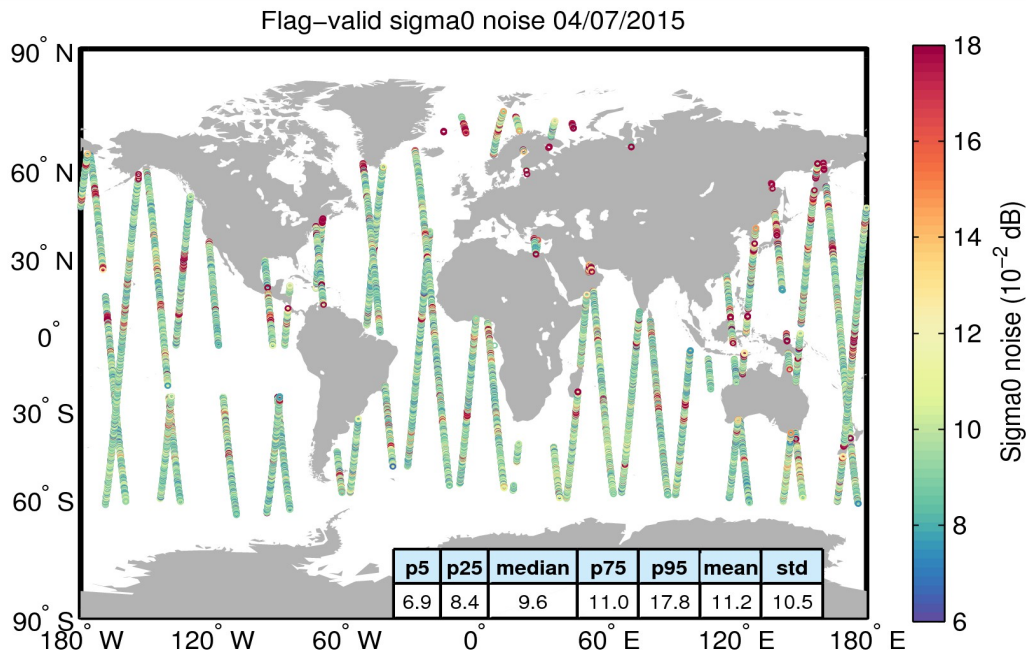 Flag−valid sigma0 noise 04/07/2015
90° N
60° N
30° N
0°
30° S
60° S
90° S
180° W 120° W 60° W 0° 60° E 120° E 180° E
p5 p25 median p75 p95 mean std
6.9 8.4 9.6 11.0 17.8 11.2 10.5
18
16
14
12
10
8
6
Sigma0 noise (10−2 dB)